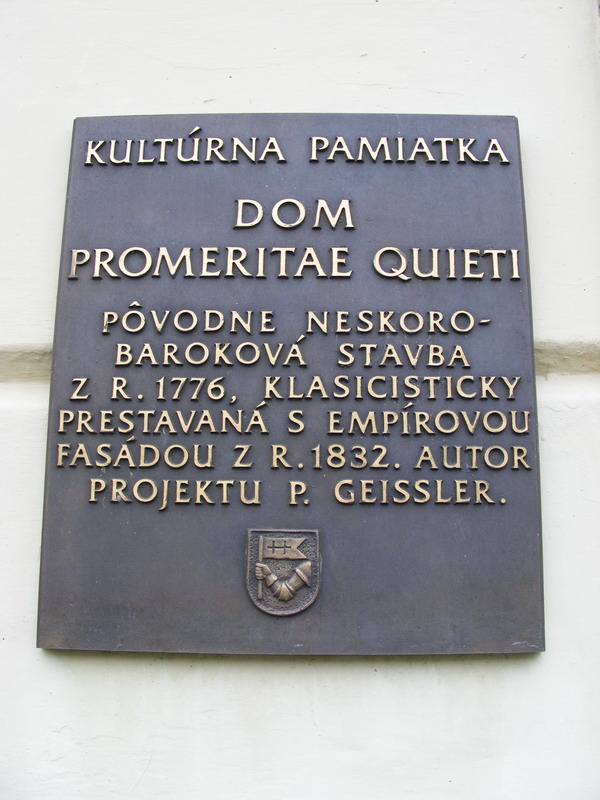 KULTÚRNA PAMIATKA
DOM
PROMERITAE QUIETI
PÔVODNE NESKORO-
BAROKOVÁ STAVBA
Z R. 1776, KLASICISTICKY
PRESTAVANÁ S EMPÍROVOU
FASÁDOU Z R. 1832. AUTOR
PROJEKTU P. GEISSLER.